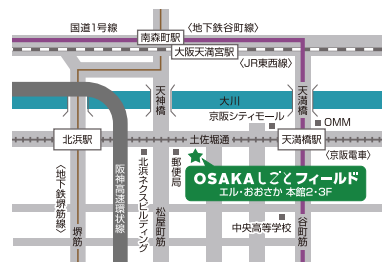 国道1号線
〈地下鉄谷町線〉
南森町駅
大阪天満宮駅
〈JR東西線〉
天神橋
大川
天満橋
京阪シティモール
OMM
北浜駅
土佐堀通
天満橋駅
〈京阪電車〉
〈地下鉄堺筋線〉
堺筋
阪神高速環状線
北浜ネクスビルディング
郵便局
松屋町筋
OSAKAしごとフィールド
エル・おおさか 本館2・3F
中央高等学校
谷町筋